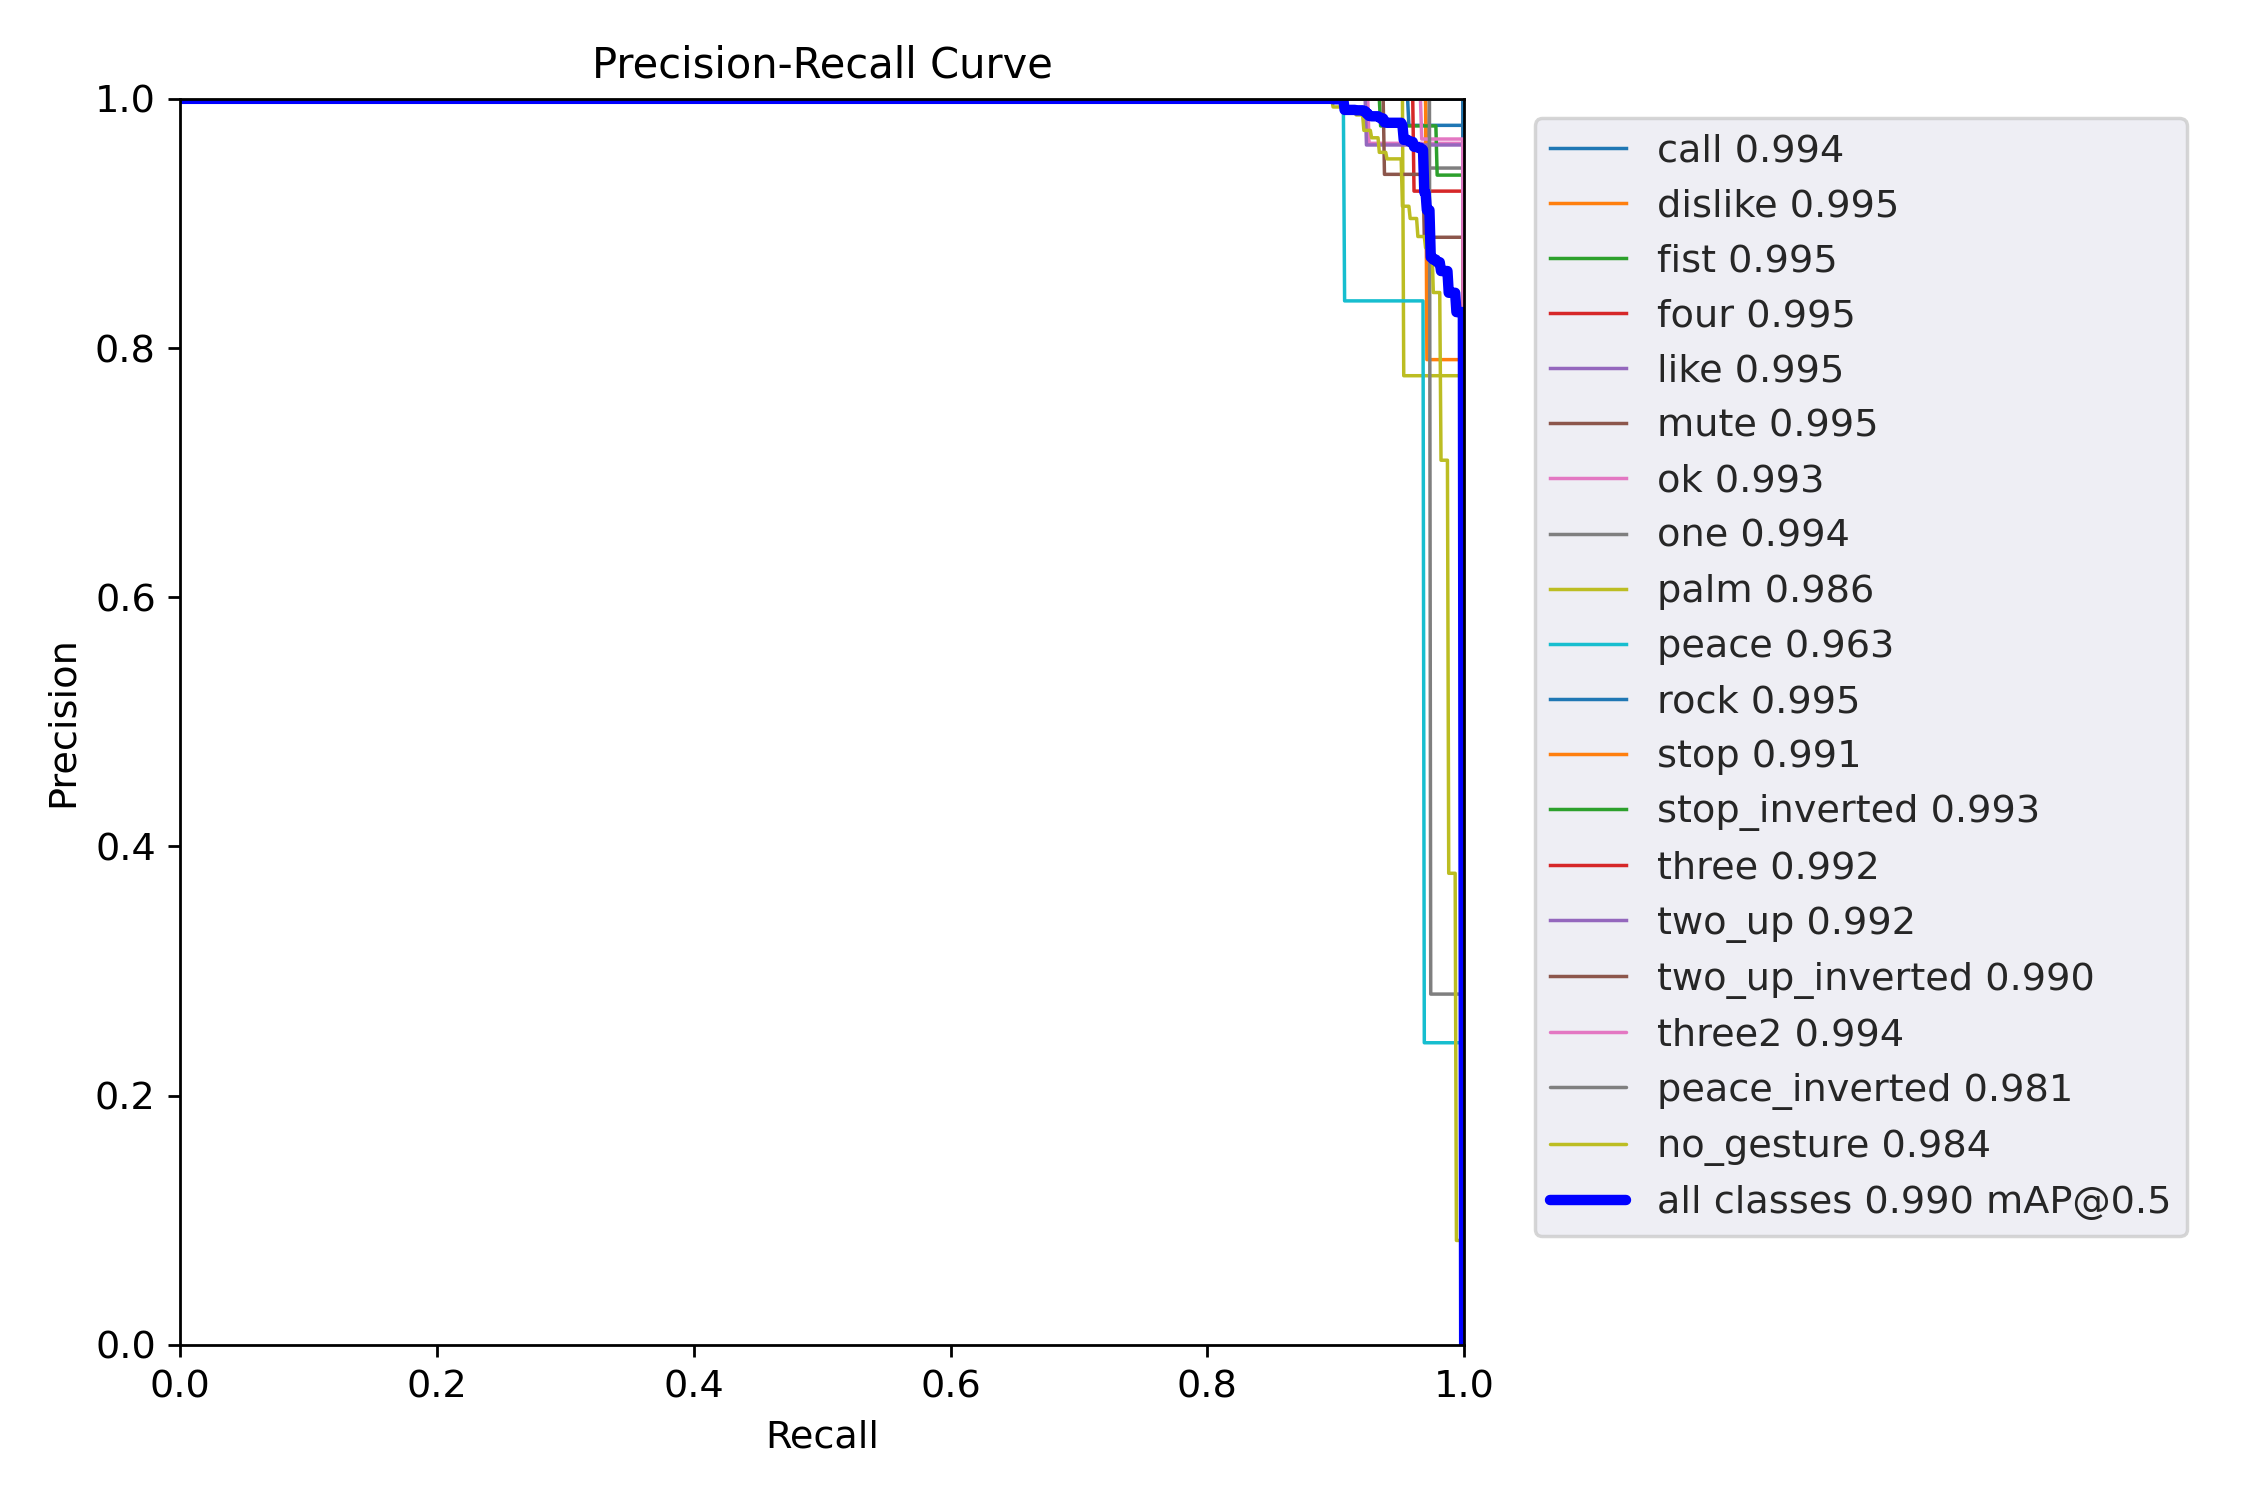 Precision-Recall Curve
1.0
0.8
0.6
0.4
0.2
0.0
Precision
0.0 0.2 0.4 0.6 0.8 1.0
Recall
call 0.994
dislike 0.995
fist 0.995
four 0.995
like 0.995
mute 0.995
ok 0.993
one 0.994
palm 0.986
peace 0.963
rock 0.995
stop 0.991
stop_inverted 0.993
three 0.992
two_up 0.992
two_up_inverted 0.990
three2 0.994
peace_inverted 0.981
no_gesture 0.984
all classes 0.990 mAP@0.5